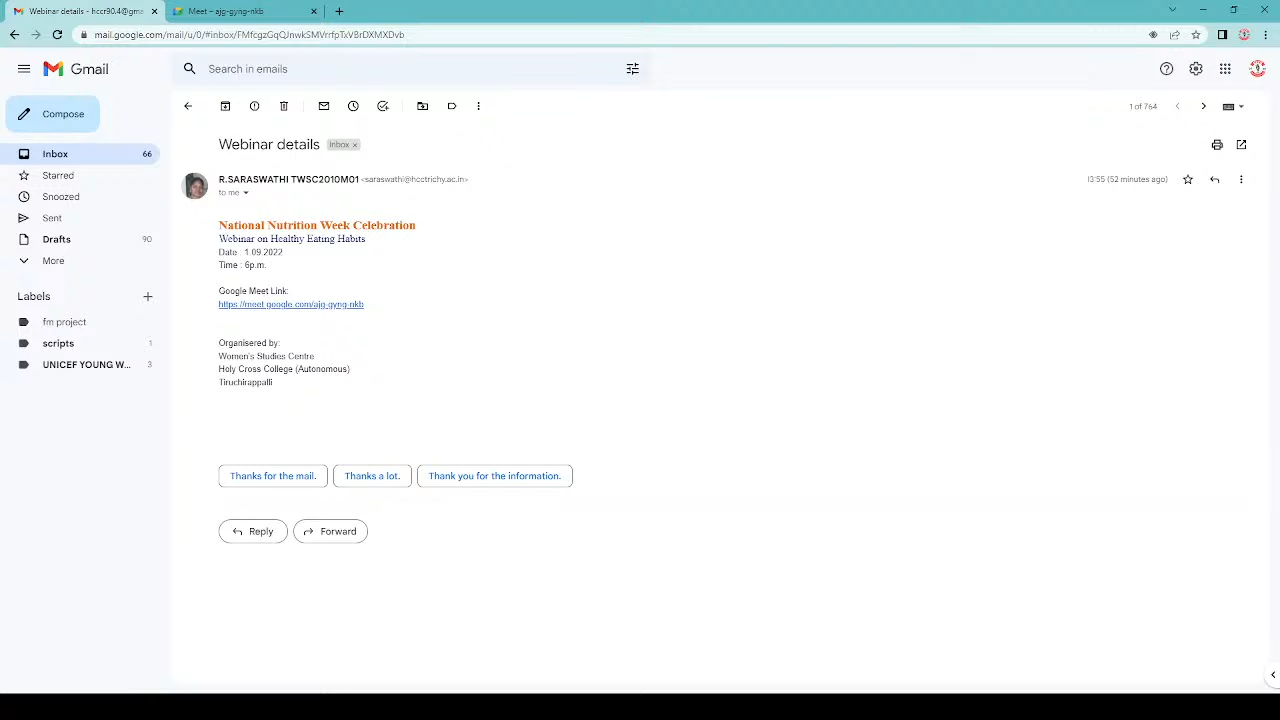 Webinar details - hccr90.4@gma
Meet – ajg-gyng-nkb
mail.google.com/mail/u/0/#inbox/FMfcgzGqQJnwkSMVrrfpTxVBrDXMXDvb
Gmail
Search in emails
Compose
1 of 764
Webinar details
Inbox
Inbox 66
Starred
Snoozed
Sent
Drafts 90
More
Labels
fm project
scripts 1
UNICEF YOUNG W... 3
R.SARASWATHI TWSC2010M01 <saraswathi@hcctrichy.ac.in>
13:55 (52 minutes ago)
to me
National Nutrition Week Celebration
Webinar on Healthy Eating Habits
Date : 1.09.2022
Time : 6p.m.
Google Meet Link:
https://meet.google.com/ajg-gyng-nkb
Organisered by:
Women's Studies Centre
Holy Cross College (Autonomous)
Tiruchirappalli
Thanks for the mail.
Thanks a lot.
Thank you for the information.
Reply
Forward